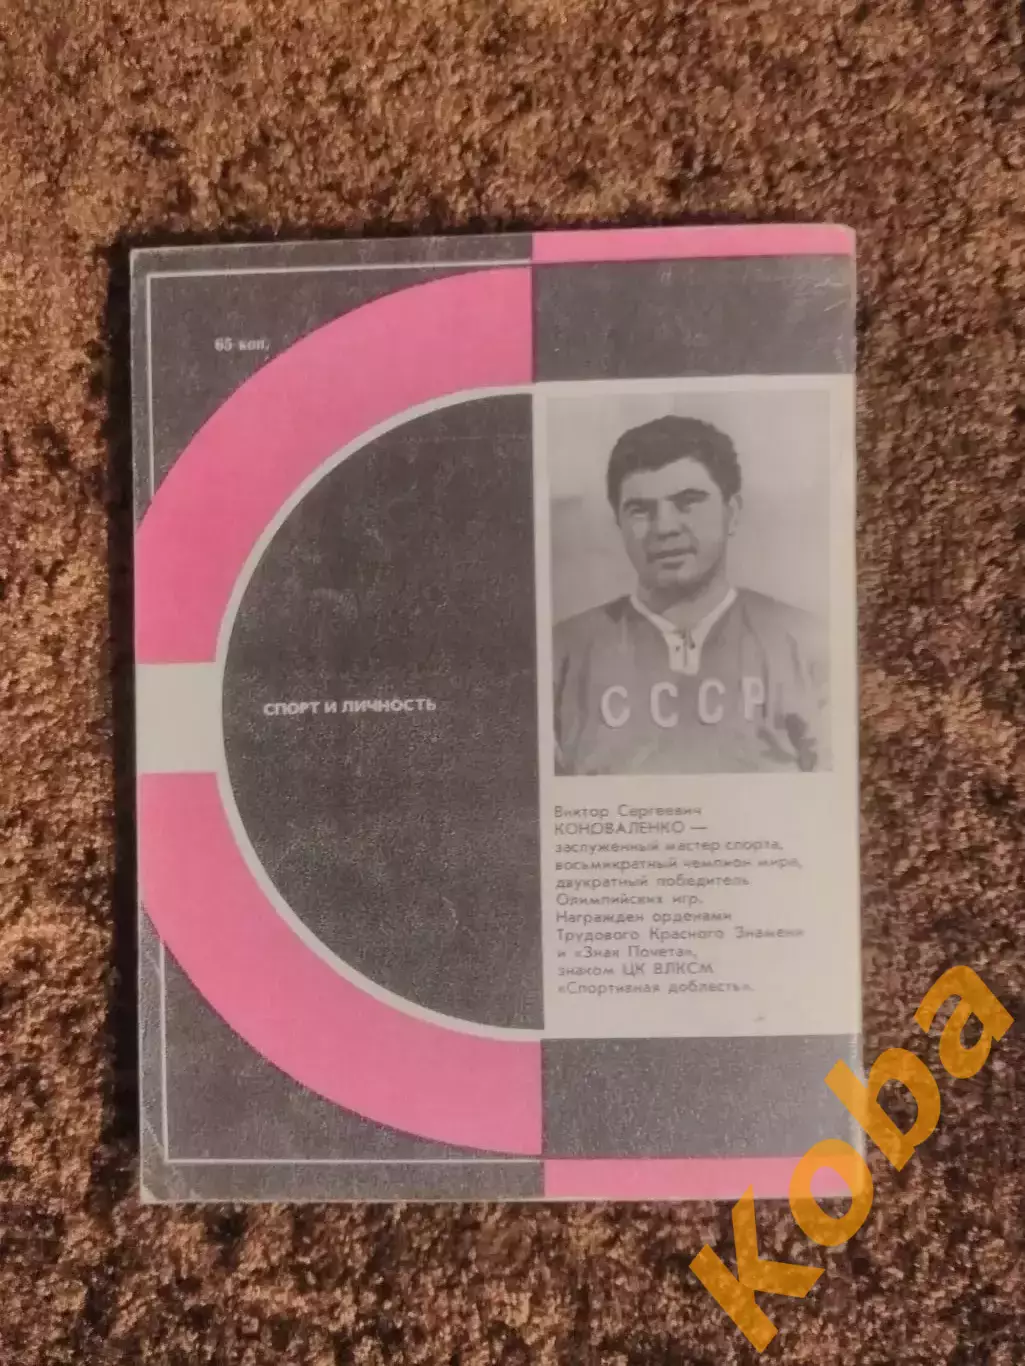 65 коп.
СПОРТ И ЛИЧНОСТЬ
СССР
Виктор Сергеевич
КОНОВАЛЕНКО —
заслуженный мастер спорта,
восьмикратный чемпион мира,
двукратный победитель
Олимпийских игр.
Награжден орденами
Трудового Красного Знамени
и «Знак Почета»,
знаком ЦК ВЛКСМ
«Спортивная доблесть».
Koba